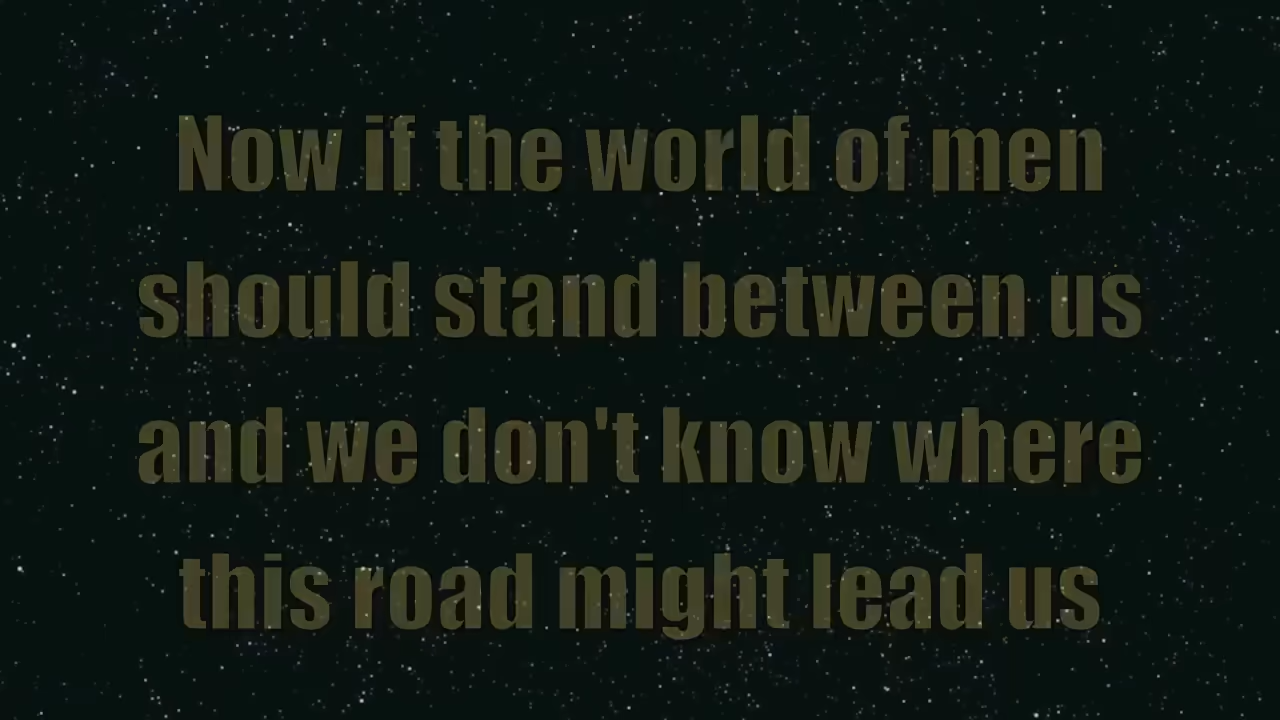 Now if the world of men
should stand between us
and we don't know where
this road might lead us